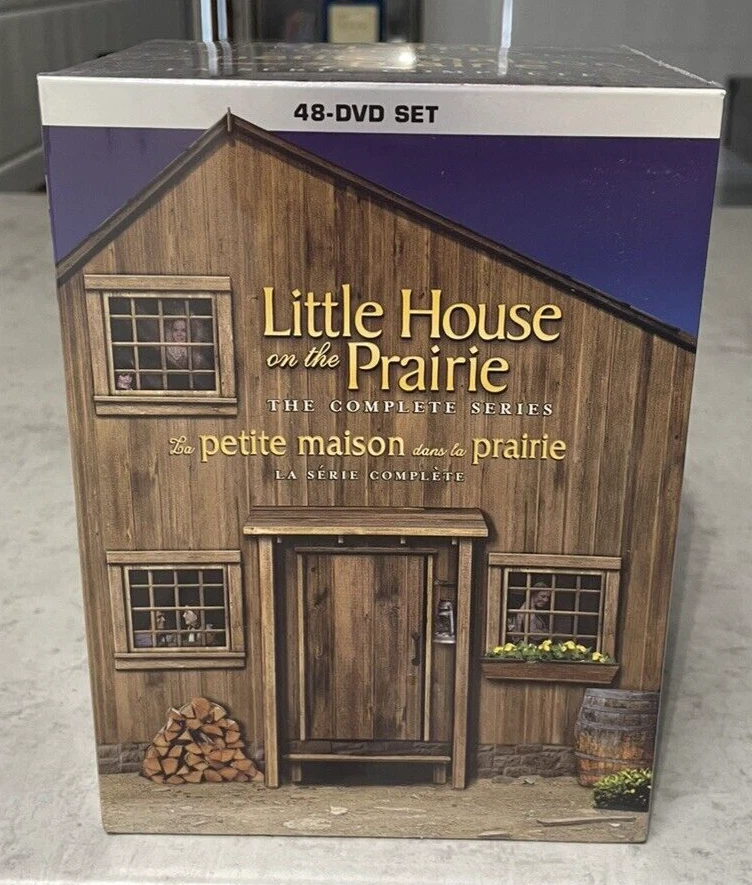 48-DVD SET
Little House
on the Prairie
THE COMPLETE SERIES
La petite maison dans la prairie
LA SÉRIE COMPLÈTE